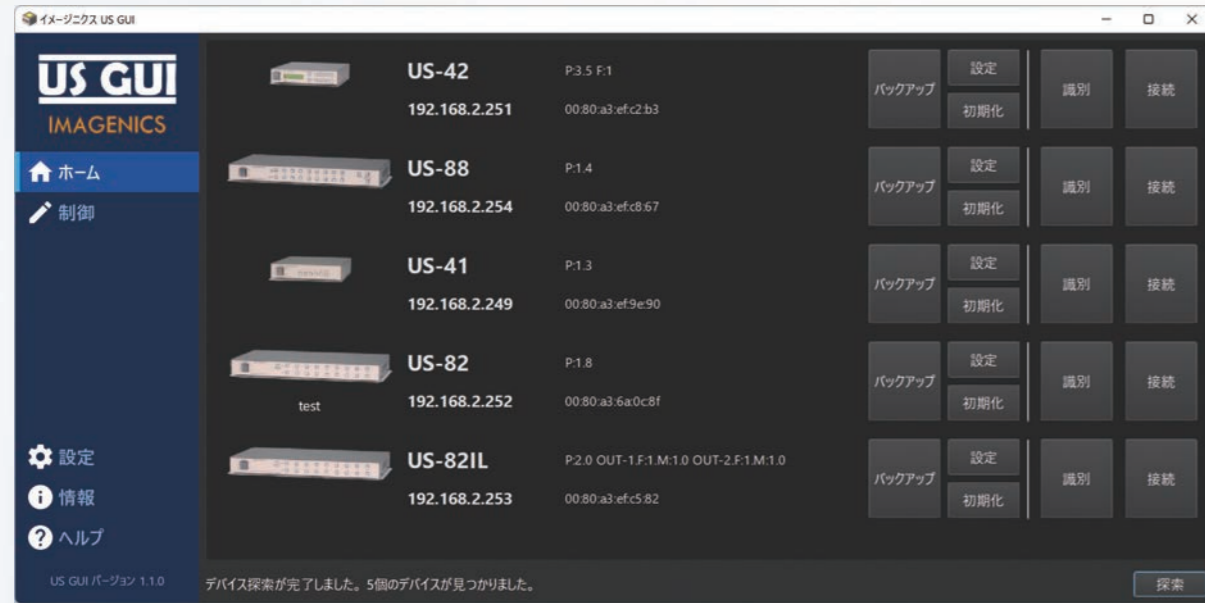 イメージニクス US GUI
US GUI
IMAGENICS
ホーム
制御
設定
情報
ヘルプ
US GUI バージョン 1.1.0
US-42
P:3.5 F:1
192.168.2.251
00:80:a3:ef:c2:b3
バックアップ
設定
初期化
識別
接続
US-88
P:1.4
192.168.2.254
00:80:a3:ef:c8:67
バックアップ
設定
初期化
識別
接続
US-41
P:1.3
192.168.2.249
00:80:a3:ef:9e:90
バックアップ
設定
初期化
識別
接続
US-82
P:1.8
test
192.168.2.252
00:80:a3:6a:0c:8f
バックアップ
設定
初期化
識別
接続
US-82IL
P:2.0 OUT-1.F:1.M:1.0 OUT-2.F:1.M:1.0
192.168.2.253
00:80:a3:ef:c5:82
バックアップ
設定
初期化
識別
接続
デバイス探索が完了しました。5個のデバイスが見つかりました。
探索